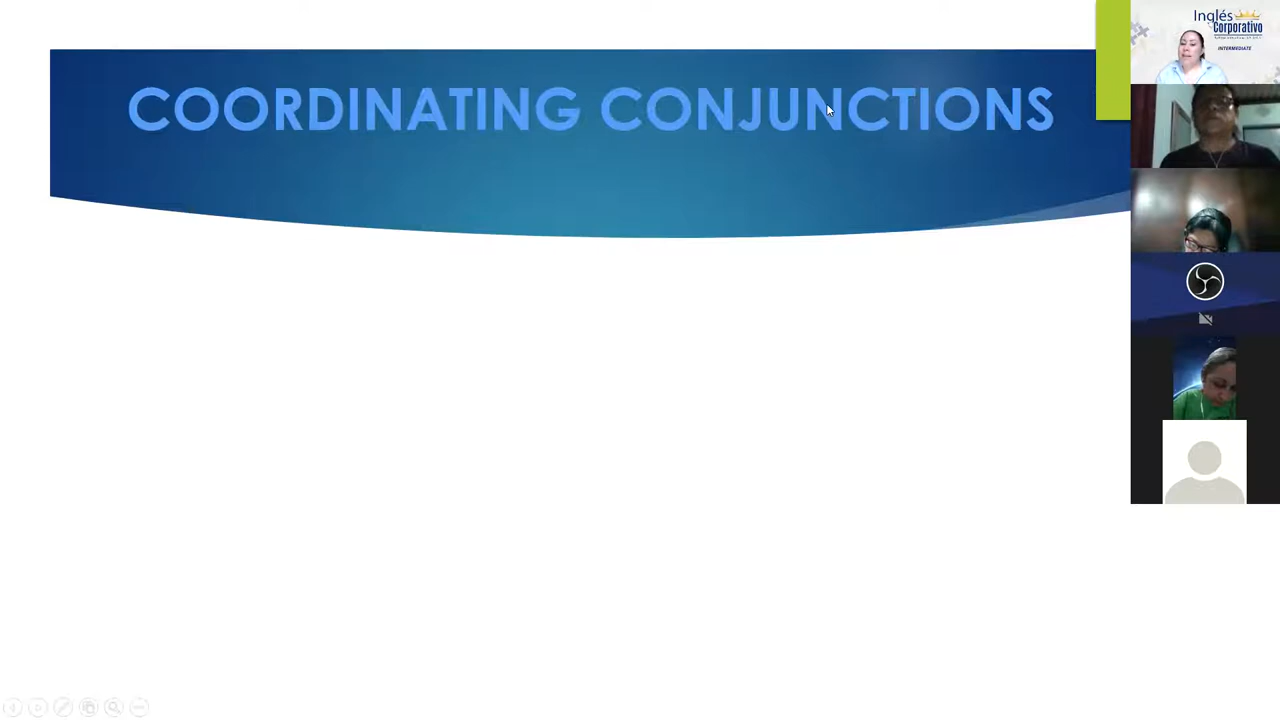 COORDINATING CONJUNCTIONS
Inglés
Corporativo
INTERMEDIATE